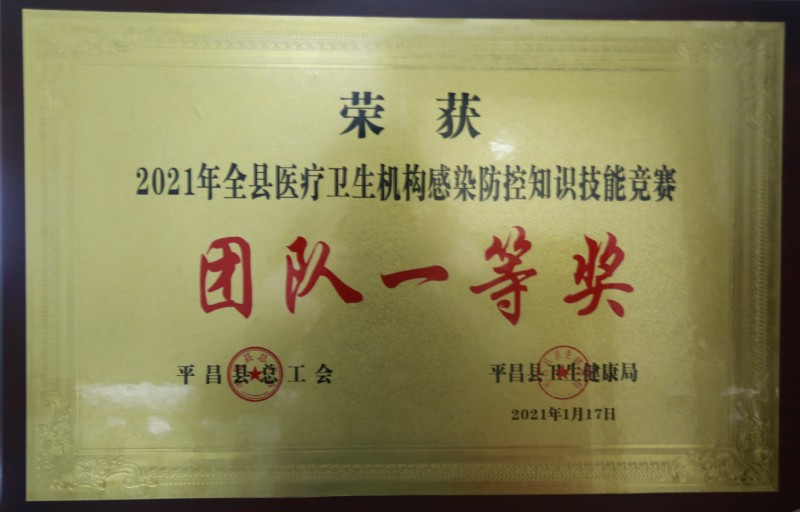 荣获
2021年全县医疗卫生机构感染防控知识技能竞赛
团队一等奖
平昌县总工会
平昌县卫生健康局
2021年1月17日